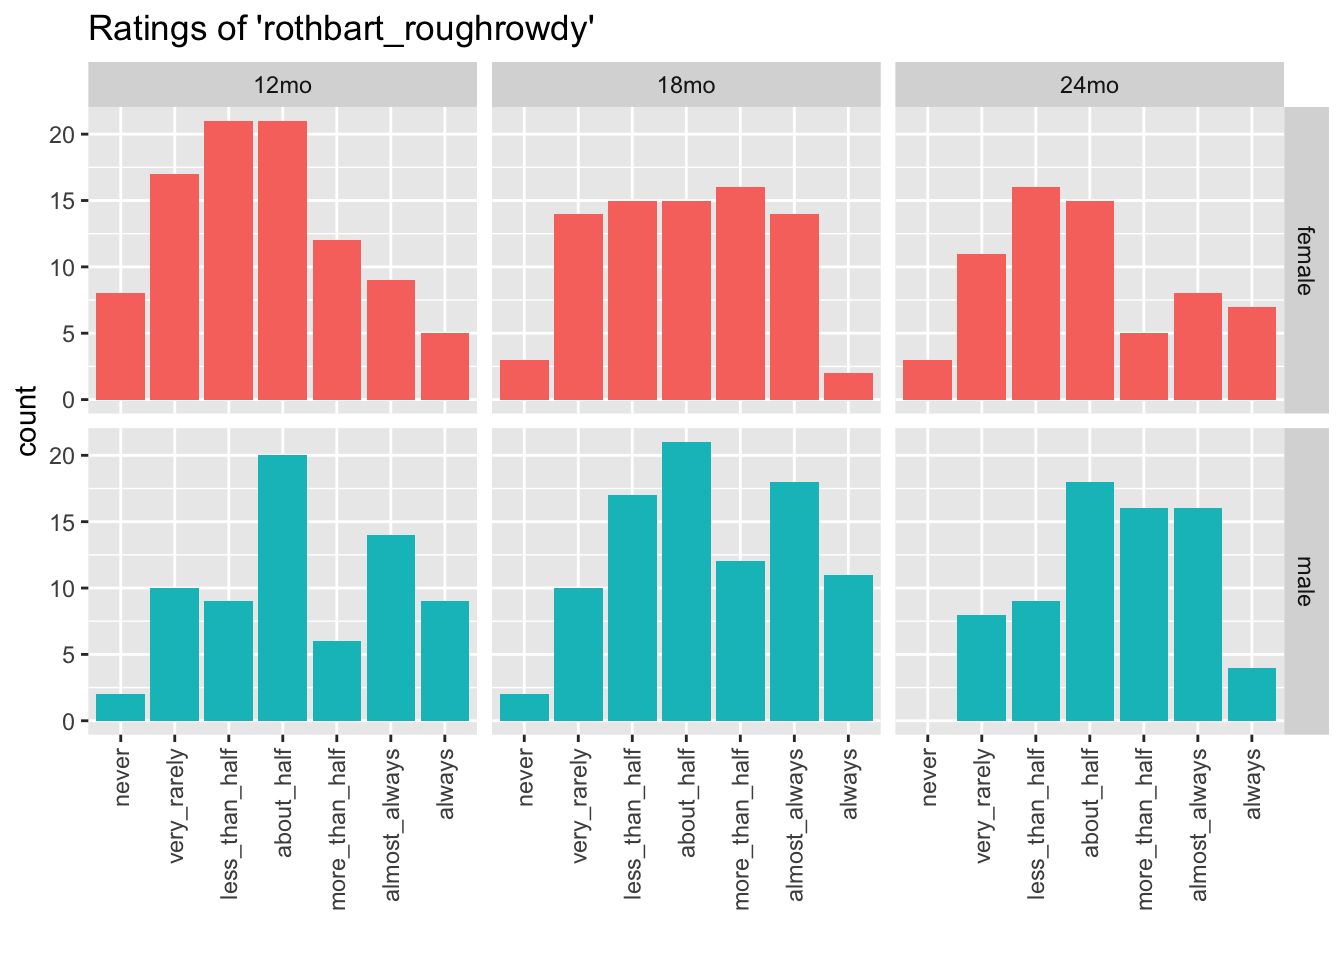 Ratings of 'rothbart_roughrowdy'
12mo 18mo 24mo
20
15
10
5
0
female
count
20
15
10
5
0
male
never very_rarely less_than_half about_half more_than_half almost_always always never very_rarely less_than_half about_half more_than_half almost_always always never very_rarely less_than_half about_half more_than_half almost_always always